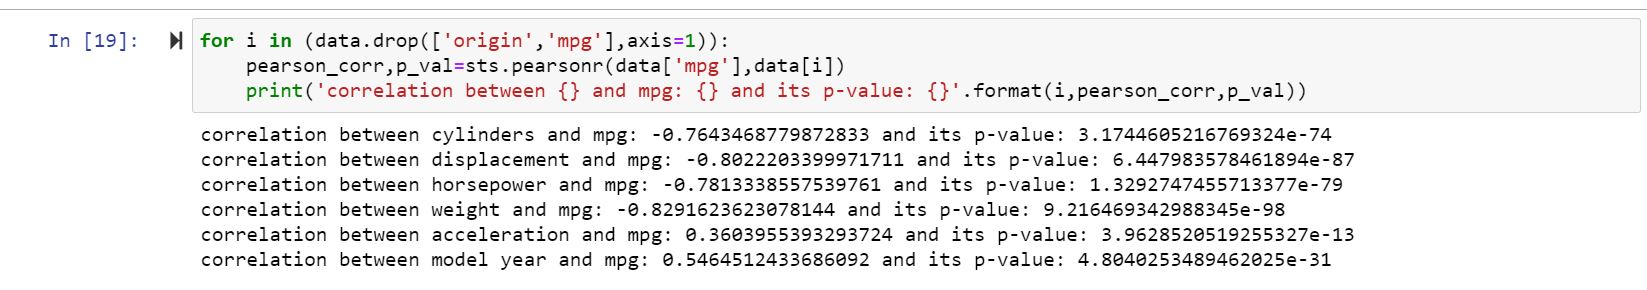 In [19]:
for i in (data.drop(['origin','mpg'],axis=1)):
    pearson_corr,p_val=sts.pearsonr(data['mpg'],data[i])
    print('correlation between {} and mpg: {} and its p-value: {}'.format(i,pearson_corr,p_val))
correlation between cylinders and mpg: -0.7643468779872833 and its p-value: 3.1744605216769324e-74
correlation between displacement and mpg: -0.8022203399971711 and its p-value: 6.447983578461894e-87
correlation between horsepower and mpg: -0.7813338557539761 and its p-value: 1.3292747455713377e-79
correlation between weight and mpg: -0.8291623623078144 and its p-value: 9.216469342988345e-98
correlation between acceleration and mpg: 0.3603955393293724 and its p-value: 3.9628520519255327e-13
correlation between model year and mpg: 0.5464512433686092 and its p-value: 4.8040253489462025e-31